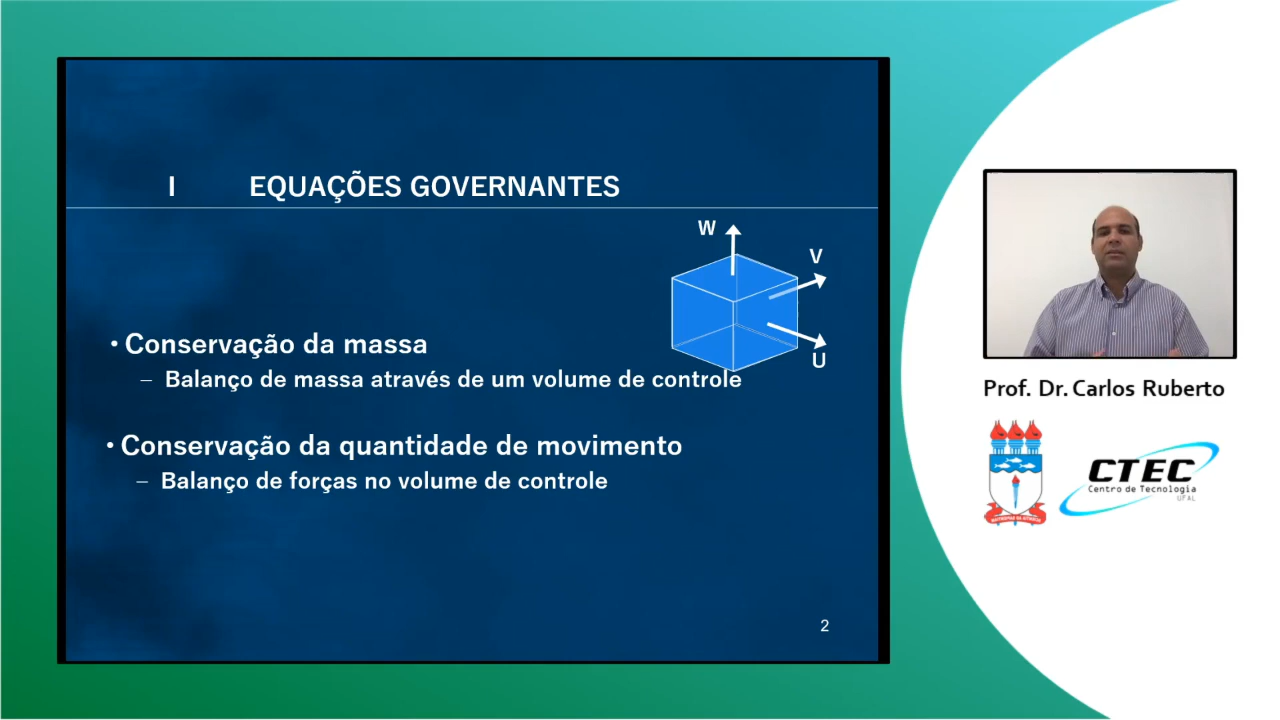 I EQUAÇÕES GOVERNANTES
W
V
U
• Conservação da massa
– Balanço de massa através de um volume de controle
• Conservação da quantidade de movimento
– Balanço de forças no volume de controle
2
Prof. Dr. Carlos Ruberto
CTEC
Centro de Tecnologia
UFAL